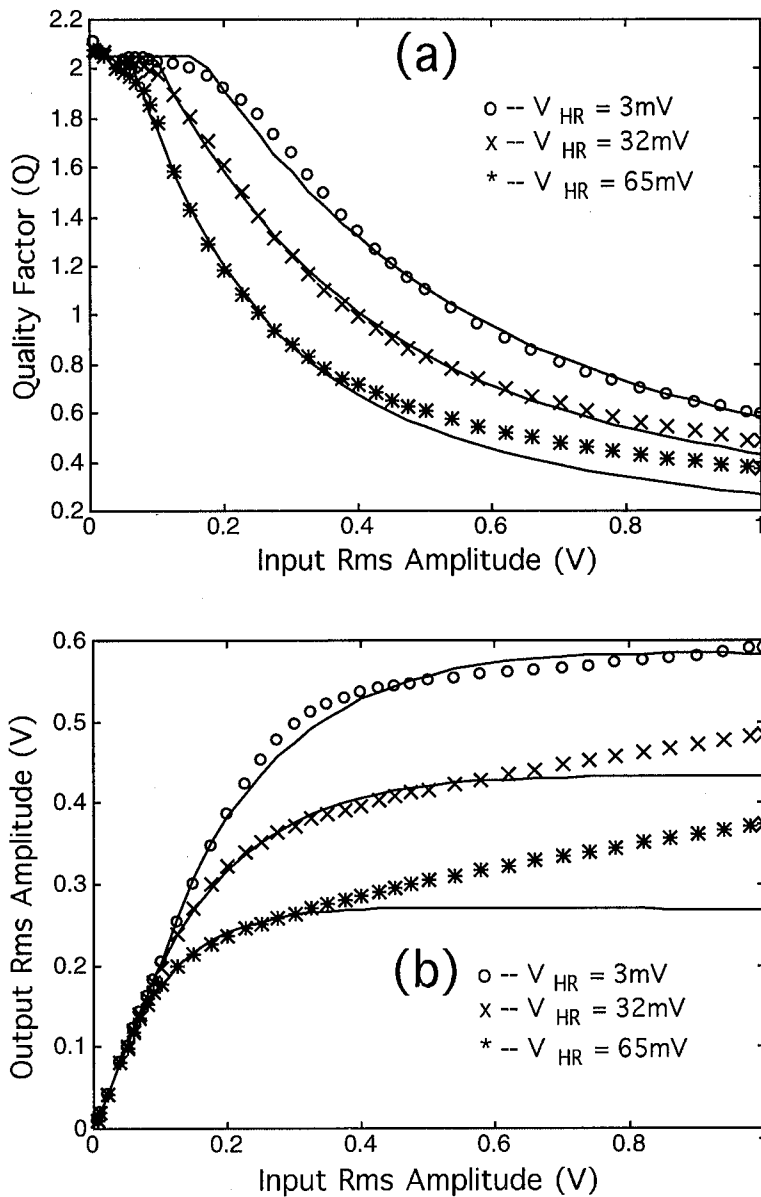 2.2
2
1.8
1.6
1.4
1.2
1
0.8
0.6
0.4
0.2
Quality Factor (Q)
(a)
o -- V HR = 3mV
x -- V HR = 32mV
* -- V HR = 65mV
0 0.2 0.4 0.6 0.8 1
Input Rms Amplitude (V)
0.6
0.5
0.4
0.3
0.2
0.1
0
Output Rms Amplitude (V)
(b)
o -- V HR = 3mV
x -- V HR = 32mV
* -- V HR = 65mV
0 0.2 0.4 0.6 0.8 1
Input Rms Amplitude (V)